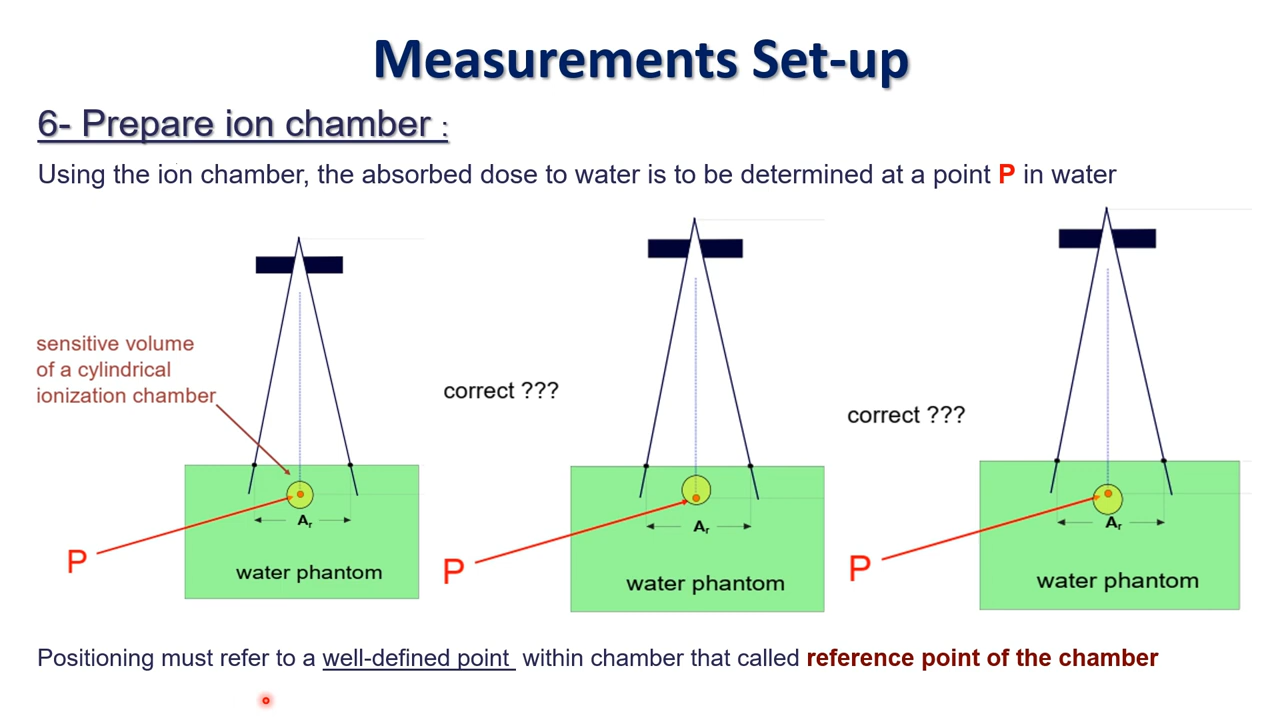 Measurements Set-up
6- Prepare ion chamber :
Using the ion chamber, the absorbed dose to water is to be determined at a point P in water
sensitive volume
of a cylindrical
ionization chamber
correct ???
correct ???
Ar
Ar
Ar
P
P
P
water phantom
water phantom
water phantom
Positioning must refer to a well-defined point within chamber that called reference point of the chamber